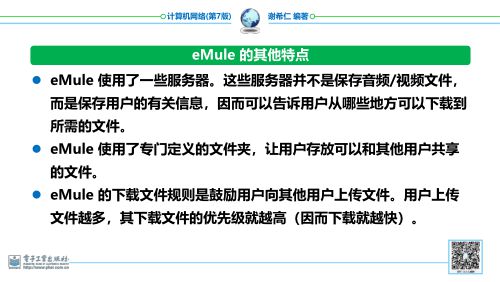 计算机网络(第7版)
谢希仁 编著
eMule 的其他特点
eMule 使用了一些服务器。这些服务器并不是保存音频/视频文件，
而是保存用户的有关信息，因而可以告诉用户从哪些地方可以下载到
所需的文件。
eMule 使用了专门定义的文件夹，让用户存放可以和其他用户共享
的文件。
eMule 的下载文件规则是鼓励用户向其他用户上传文件。用户上传
文件越多，其下载文件的优先级就越高（因而下载就越快）。
电子工业出版社
http://www.phei.com.cn